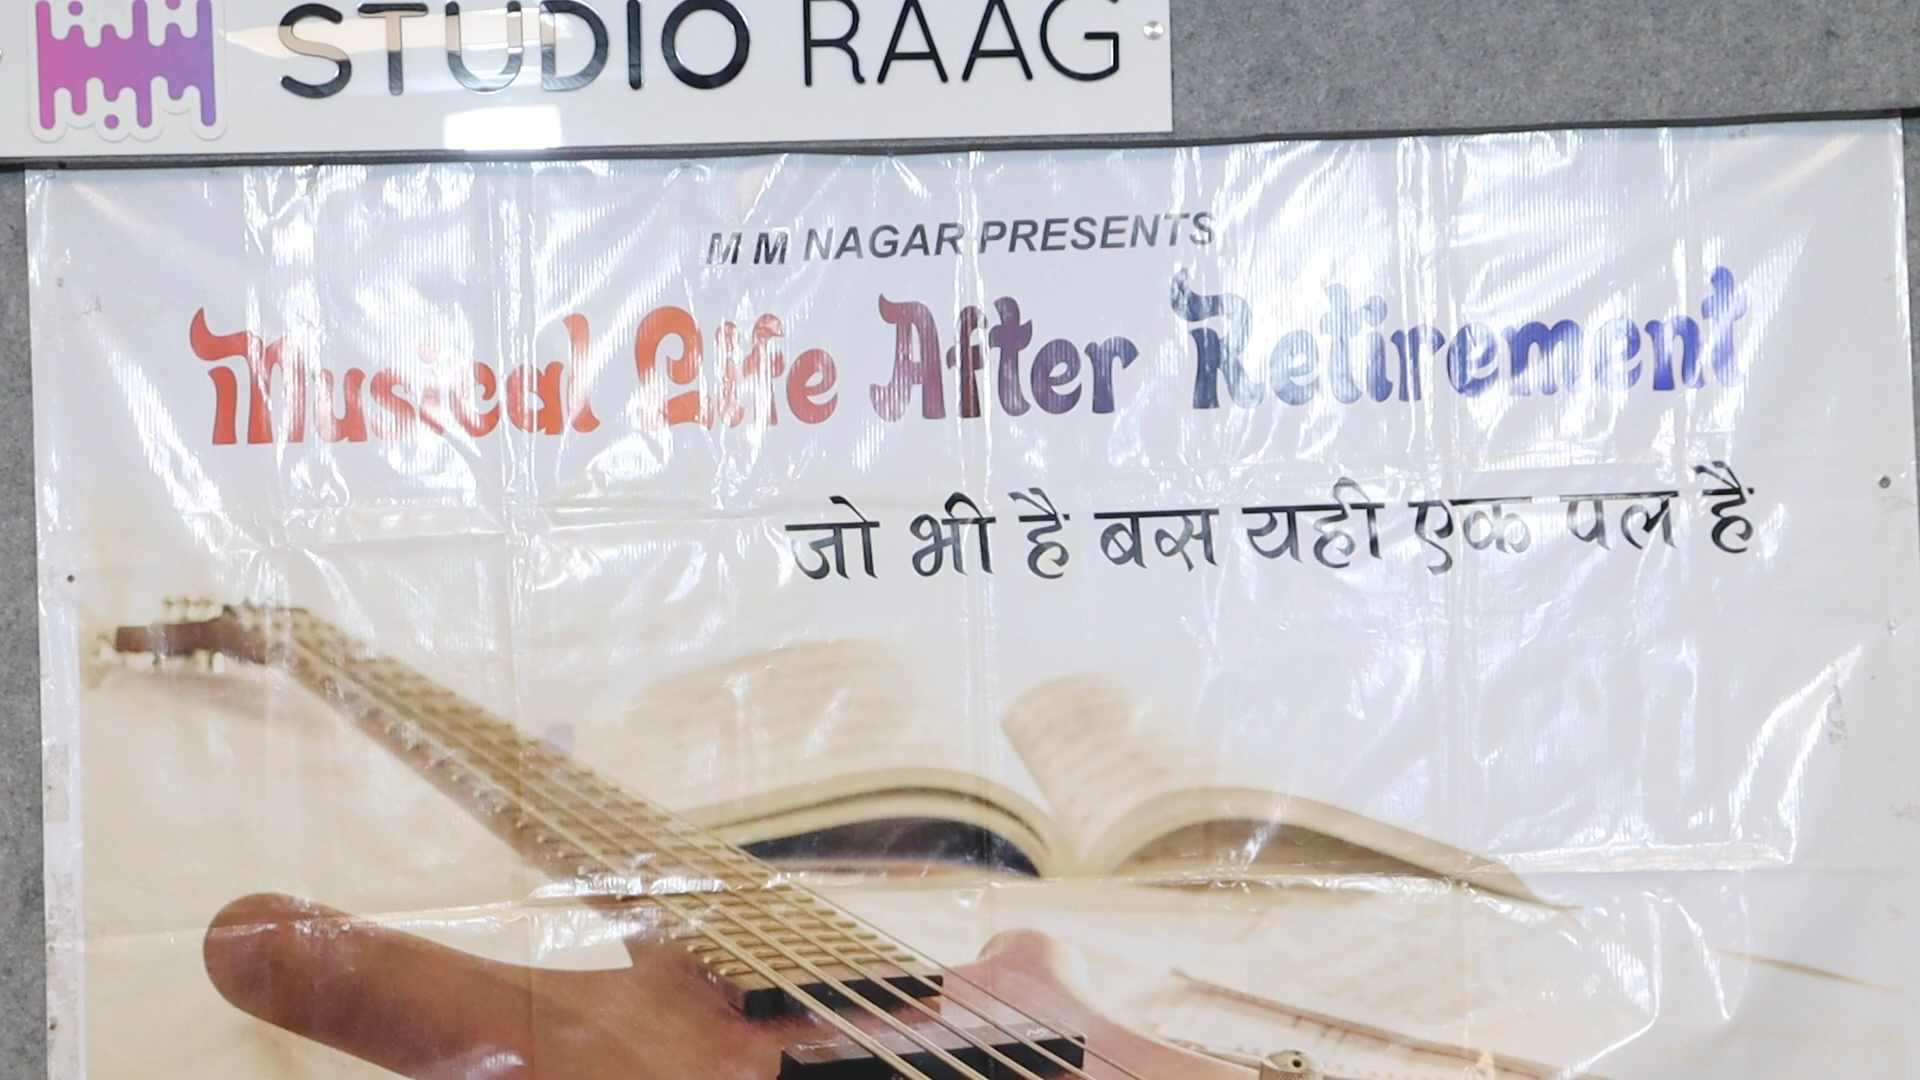 STUDIO RAAG
M M NAGAR PRESENTS
Musical Life After Retirement
जो भी है बस यही एक पल है